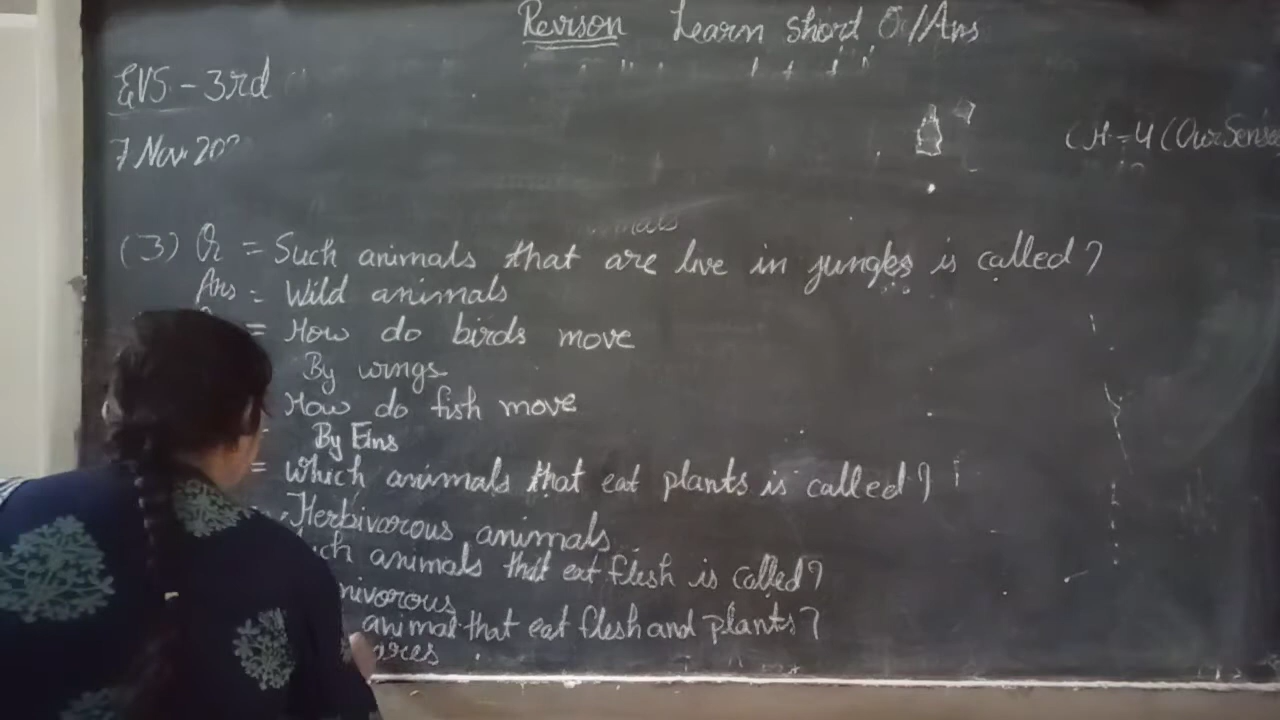 Revison Learn short Q/Ans
EVS - 3rd
7 Nov 202
CH-4 (Our Sense
(3) Q = Such animals that are live in jungles is called?
Ans = Wild animals
= How do birds move
By wings
How do fish move
By Fins
= Which animals that eat plants is called?
Herbivorous animals
ch animals that eat flesh is called?
nivorous
animal that eat flesh and plants?
ores